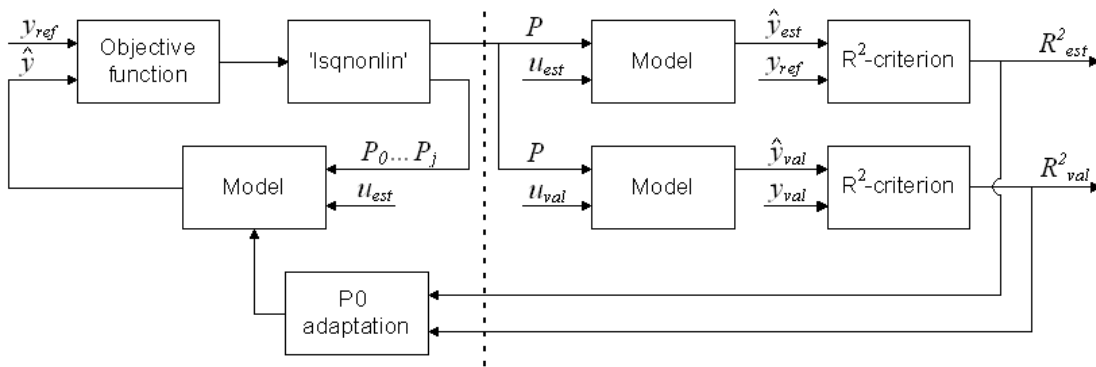 y_ref
ŷ
Objective
function
'lsqnonlin'
P_0... P_j
u_est
Model
P0
adaptation
P
u_est
Model
ŷ_est
y_ref
R²-criterion
R²_est
P
u_val
Model
ŷ_val
y_val
R²-criterion
R²_val